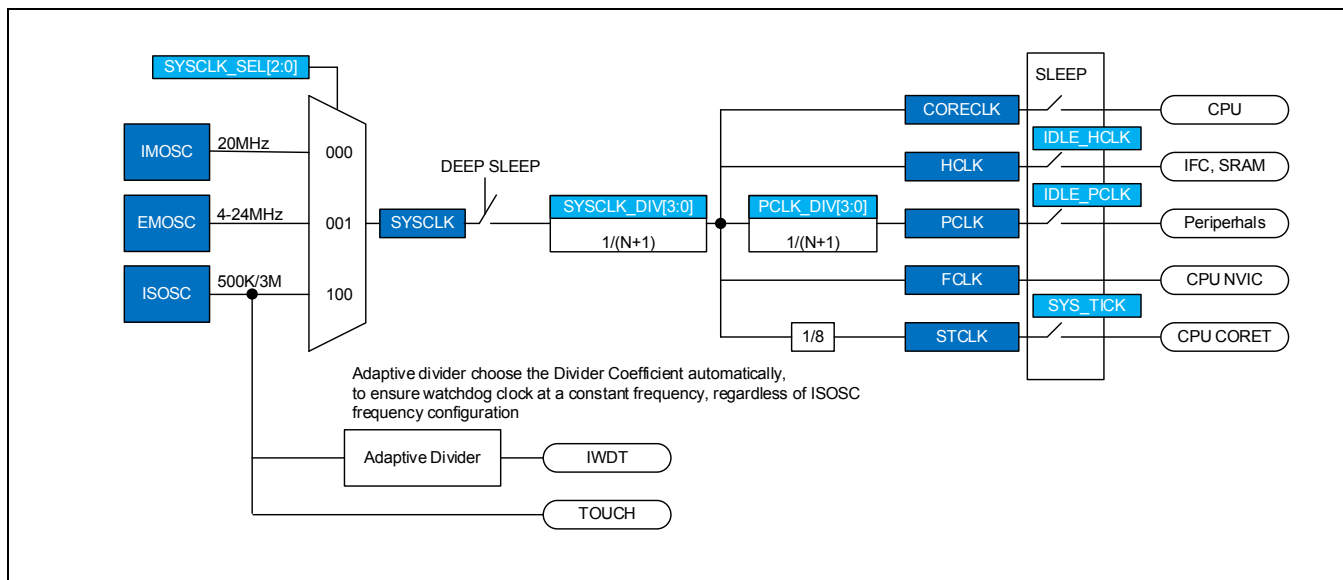 SYSCLK_SEL[2:0]
IMOSC
20MHz
000
EMOSC
4-24MHz
001
ISOSC
500K/3M
100
SYSCLK
DEEP SLEEP
SYSCLK_DIV[3:0]
1/(N+1)
PCLK_DIV[3:0]
1/(N+1)
SLEEP
CORECLK
CPU
IDLE_HCLK
HCLK
IFC, SRAM
IDLE_PCLK
PCLK
Periperhals
FCLK
CPU NVIC
SYS_TICK
1/8
STCLK
CPU CORET
Adaptive divider choose the Divider Coefficient automatically,
to ensure watchdog clock at a constant frequency, regardless of ISOSC
frequency configuration
Adaptive Divider
IWDT
TOUCH